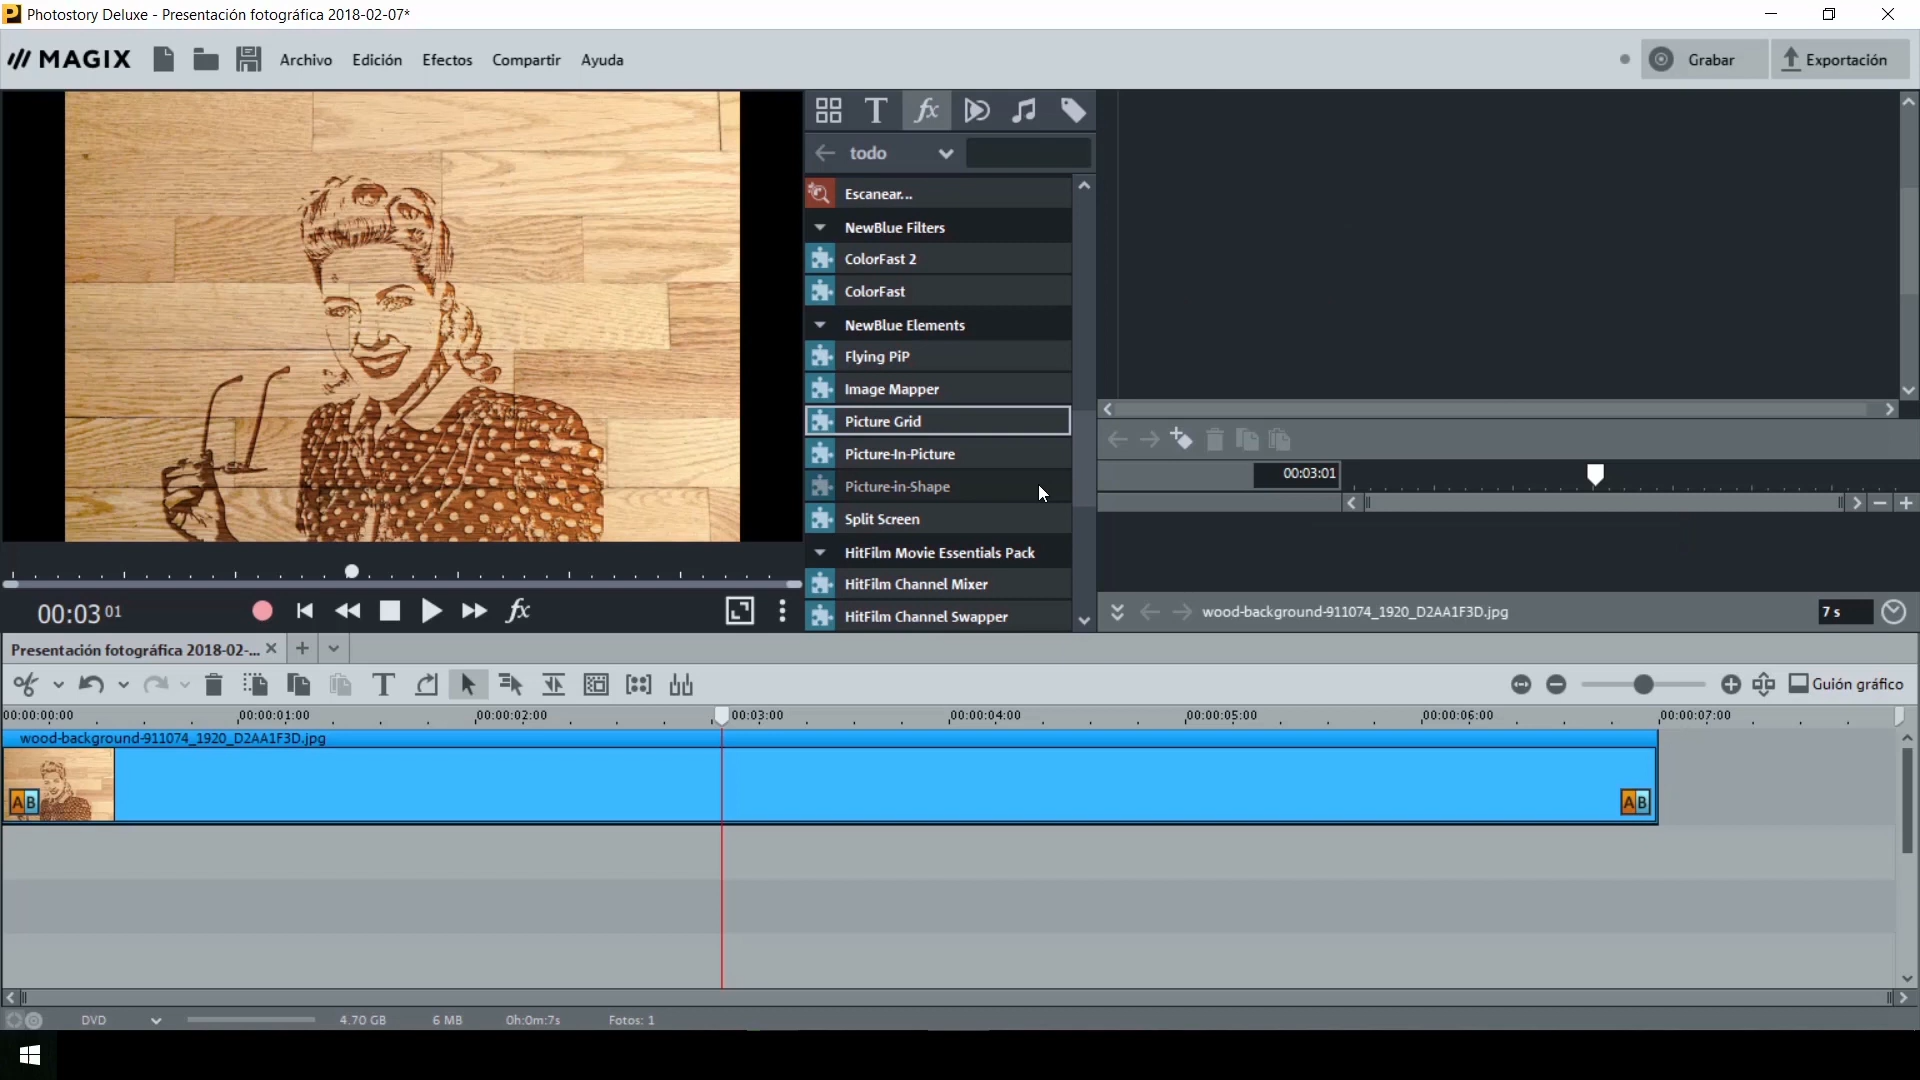 Photostory Deluxe - Presentación fotográfica 2018-02-07*
MAGIX Archivo Edición Efectos Compartir Ayuda Grabar Exportación
todo
Escanear...
NewBlue Filters
ColorFast 2
ColorFast
NewBlue Elements
Flying PiP
Image Mapper
Picture Grid
Picture-In-Picture
Picture-in-Shape
Split Screen
HitFilm Movie Essentials Pack
HitFilm Channel Mixer
HitFilm Channel Swapper
00:03:01
00:03 01
wood-background-911074_1920_D2AA1F3D.jpg 7 s
Presentación fotográfica 2018-02-...
Guión gráfico
00:00:00:00 00:00:01:00 00:00:02:00 00:00:03:00 00:00:04:00 00:00:05:00 00:00:06:00 00:00:07:00
wood-background-911074_1920_D2AA1F3D.jpg
AB AB
DVD 4.70 GB 6 MB 0h:0m:7s Fotos: 1